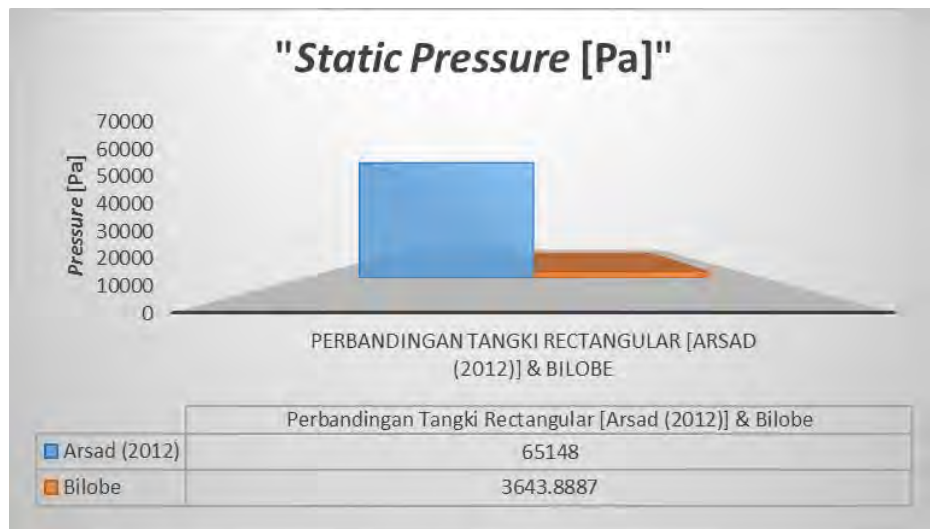 "Static Pressure [Pa]"
Pressure [Pa]
70000
60000
50000
40000
30000
20000
10000
0
PERBANDINGAN TANGKI RECTANGULAR [ARSAD
(2012)] & BILOBE
Perbandingan Tangki Rectangular [Arsad (2012)] & Bilobe
Arsad (2012) 65148
Bilobe 3643.8887